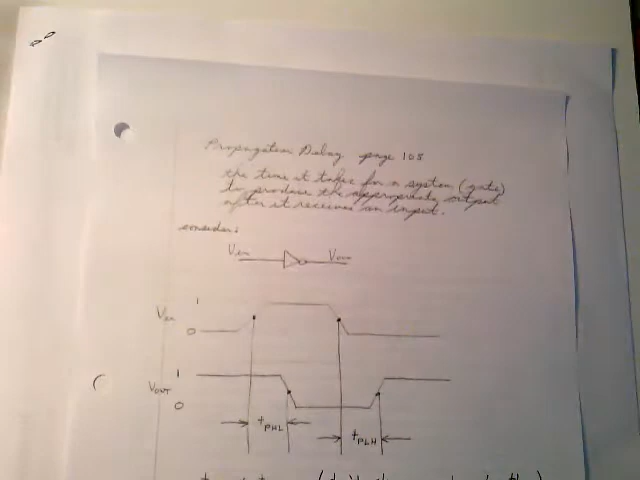 Propagation Delay page 105
the time it takes for a system (gate)
to produce the appropriate output
after it receives an input.
consider:
Vin Vout
1
Vin
0
1
VOUT
0
tPHL
tPLH